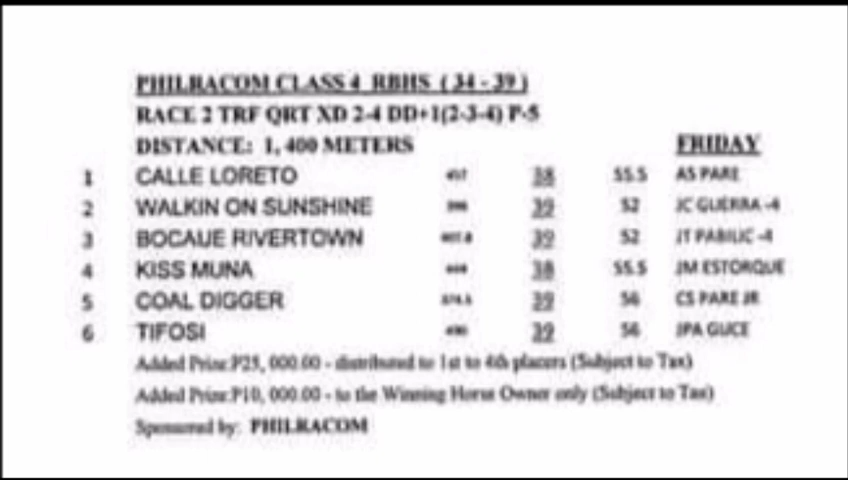 PHILRACOM CLASS 4 RBHS ( 34 - 39 )
RACE 2 TRF QRT XD 2-4 DD+1(2-3-4) P-5
DISTANCE: 1, 400 METERS FRIDAY
1 CALLE LORETO 38 55.5 AS PARE
2 WALKIN ON SUNSHINE 39 52 JC GUERRA -4
3 BOCAUE RIVERTOWN 39 52 JT PABILIC -4
4 KISS MUNA 38 55.5 JM ESTORQUE
5 COAL DIGGER 39 56 CS PARE JR
6 TIFOSI 39 56 JPA GUCE
Added Prize:P25, 000.00 - distributed to 1st to 4th placers (Subject to Tax)
Added Prize:P10, 000.00 - to the Winning Horse Owner only (Subject to Tax)
Sponsored by: PHILRACOM